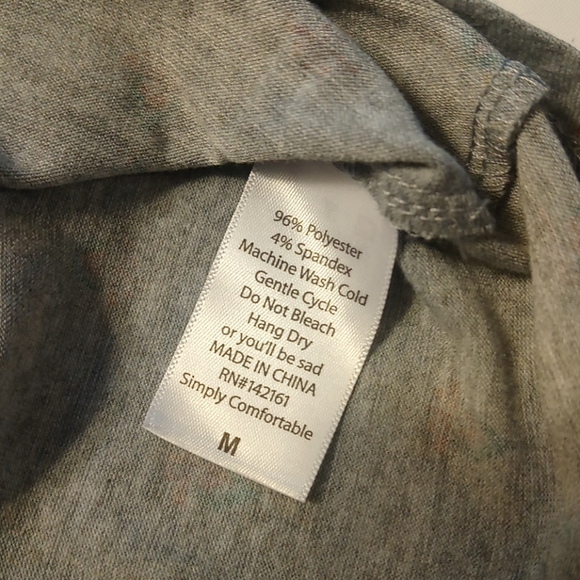 96% Polyester
4% Spandex
Machine Wash Cold
Gentle Cycle
Do Not Bleach
Hang Dry
or you'll be sad
MADE IN CHINA
RN#142161
Simply Comfortable
M